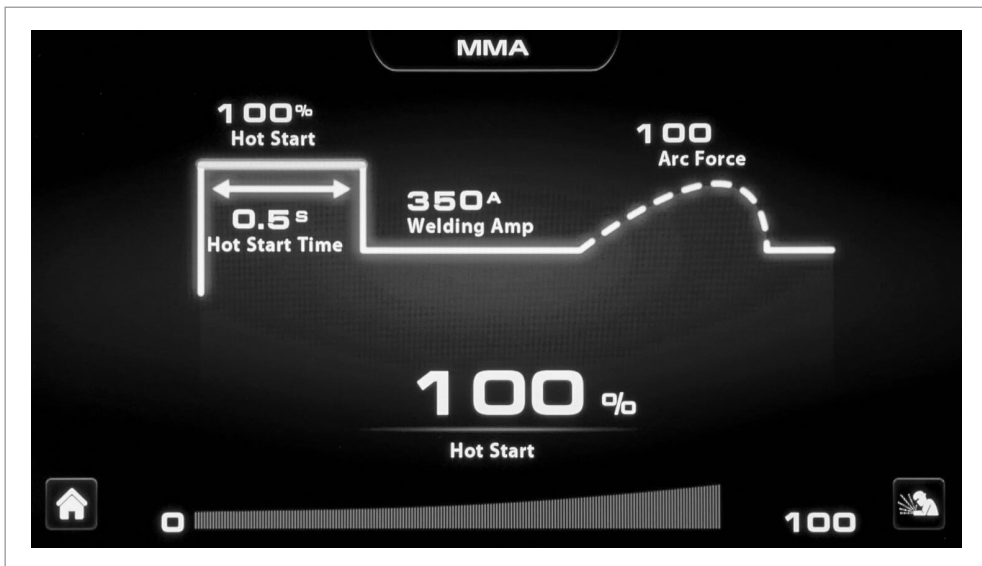 MMA
100%
Hot Start
100
Arc Force
350A
Welding Amp
0.5s
Hot Start Time
100 %
Hot Start
0
100